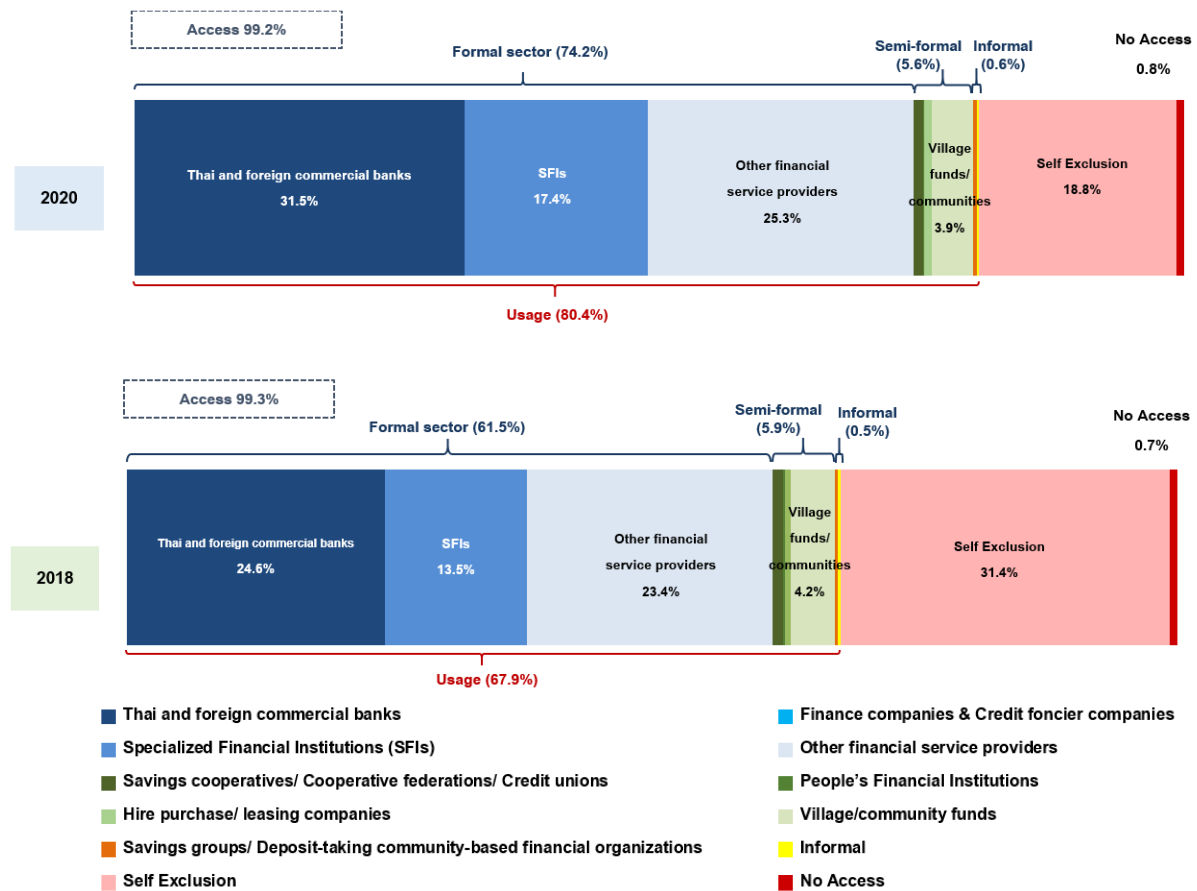 Access 99.2%
Formal sector (74.2%)
Semi-formal
(5.6%)
Informal
(0.6%)
No Access
0.8%
2020
Thai and foreign commercial banks
31.5%
SFIs
17.4%
Other financial
service providers
25.3%
Village
funds/
communities
3.9%
Self Exclusion
18.8%
Usage (80.4%)
Access 99.3%
Formal sector (61.5%)
Semi-formal
(5.9%)
Informal
(0.5%)
No Access
0.7%
2018
Thai and foreign commercial banks
24.6%
SFIs
13.5%
Other financial
service providers
23.4%
Village
funds/
communities
4.2%
Self Exclusion
31.4%
Usage (67.9%)
Thai and foreign commercial banks
Finance companies & Credit foncier companies
Specialized Financial Institutions (SFIs)
Other financial service providers
Savings cooperatives/ Cooperative federations/ Credit unions
People’s Financial Institutions
Hire purchase/ leasing companies
Village/community funds
Savings groups/ Deposit-taking community-based financial organizations
Informal
Self Exclusion
No Access